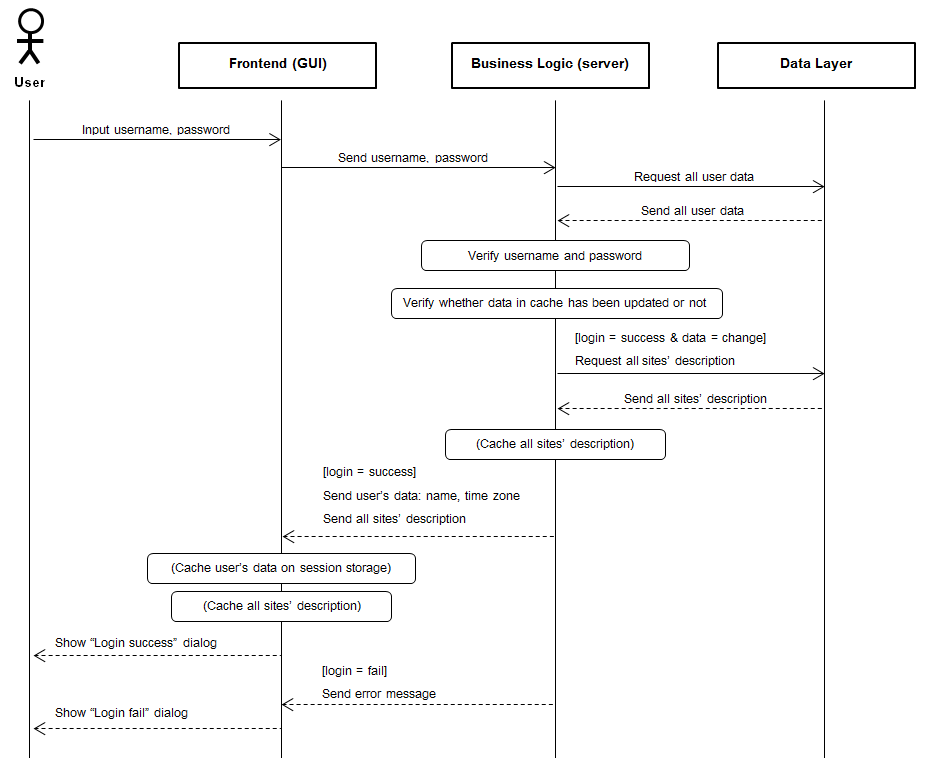 User
Frontend (GUI)
Business Logic (server)
Data Layer
Input username, password
Send username, password
Request all user data
Send all user data
Verify username and password
Verify whether data in cache has been updated or not
[login = success & data = change]
Request all sites’ description
Send all sites’ description
(Cache all sites’ description)
[login = success]
Send user’s data: name, time zone
Send all sites’ description
(Cache user’s data on session storage)
(Cache all sites’ description)
Show “Login success” dialog
[login = fail]
Send error message
Show “Login fail” dialog